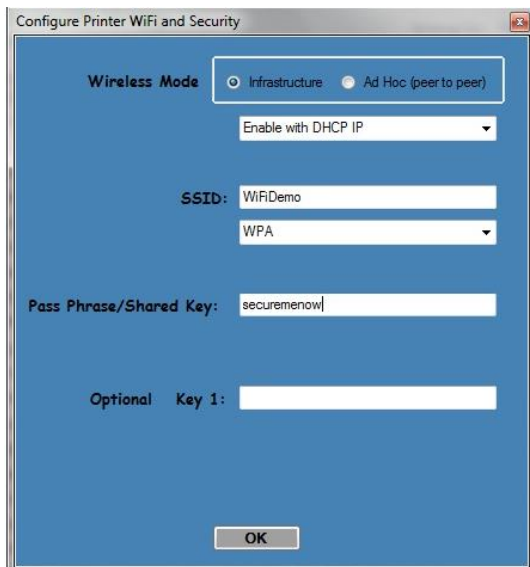 Configure Printer WiFi and Security
Wireless Mode Infrastructure Ad Hoc (peer to peer)
Enable with DHCP IP
SSID: WiFiDemo
WPA
Pass Phrase/Shared Key: securemenow
Optional Key 1:
OK